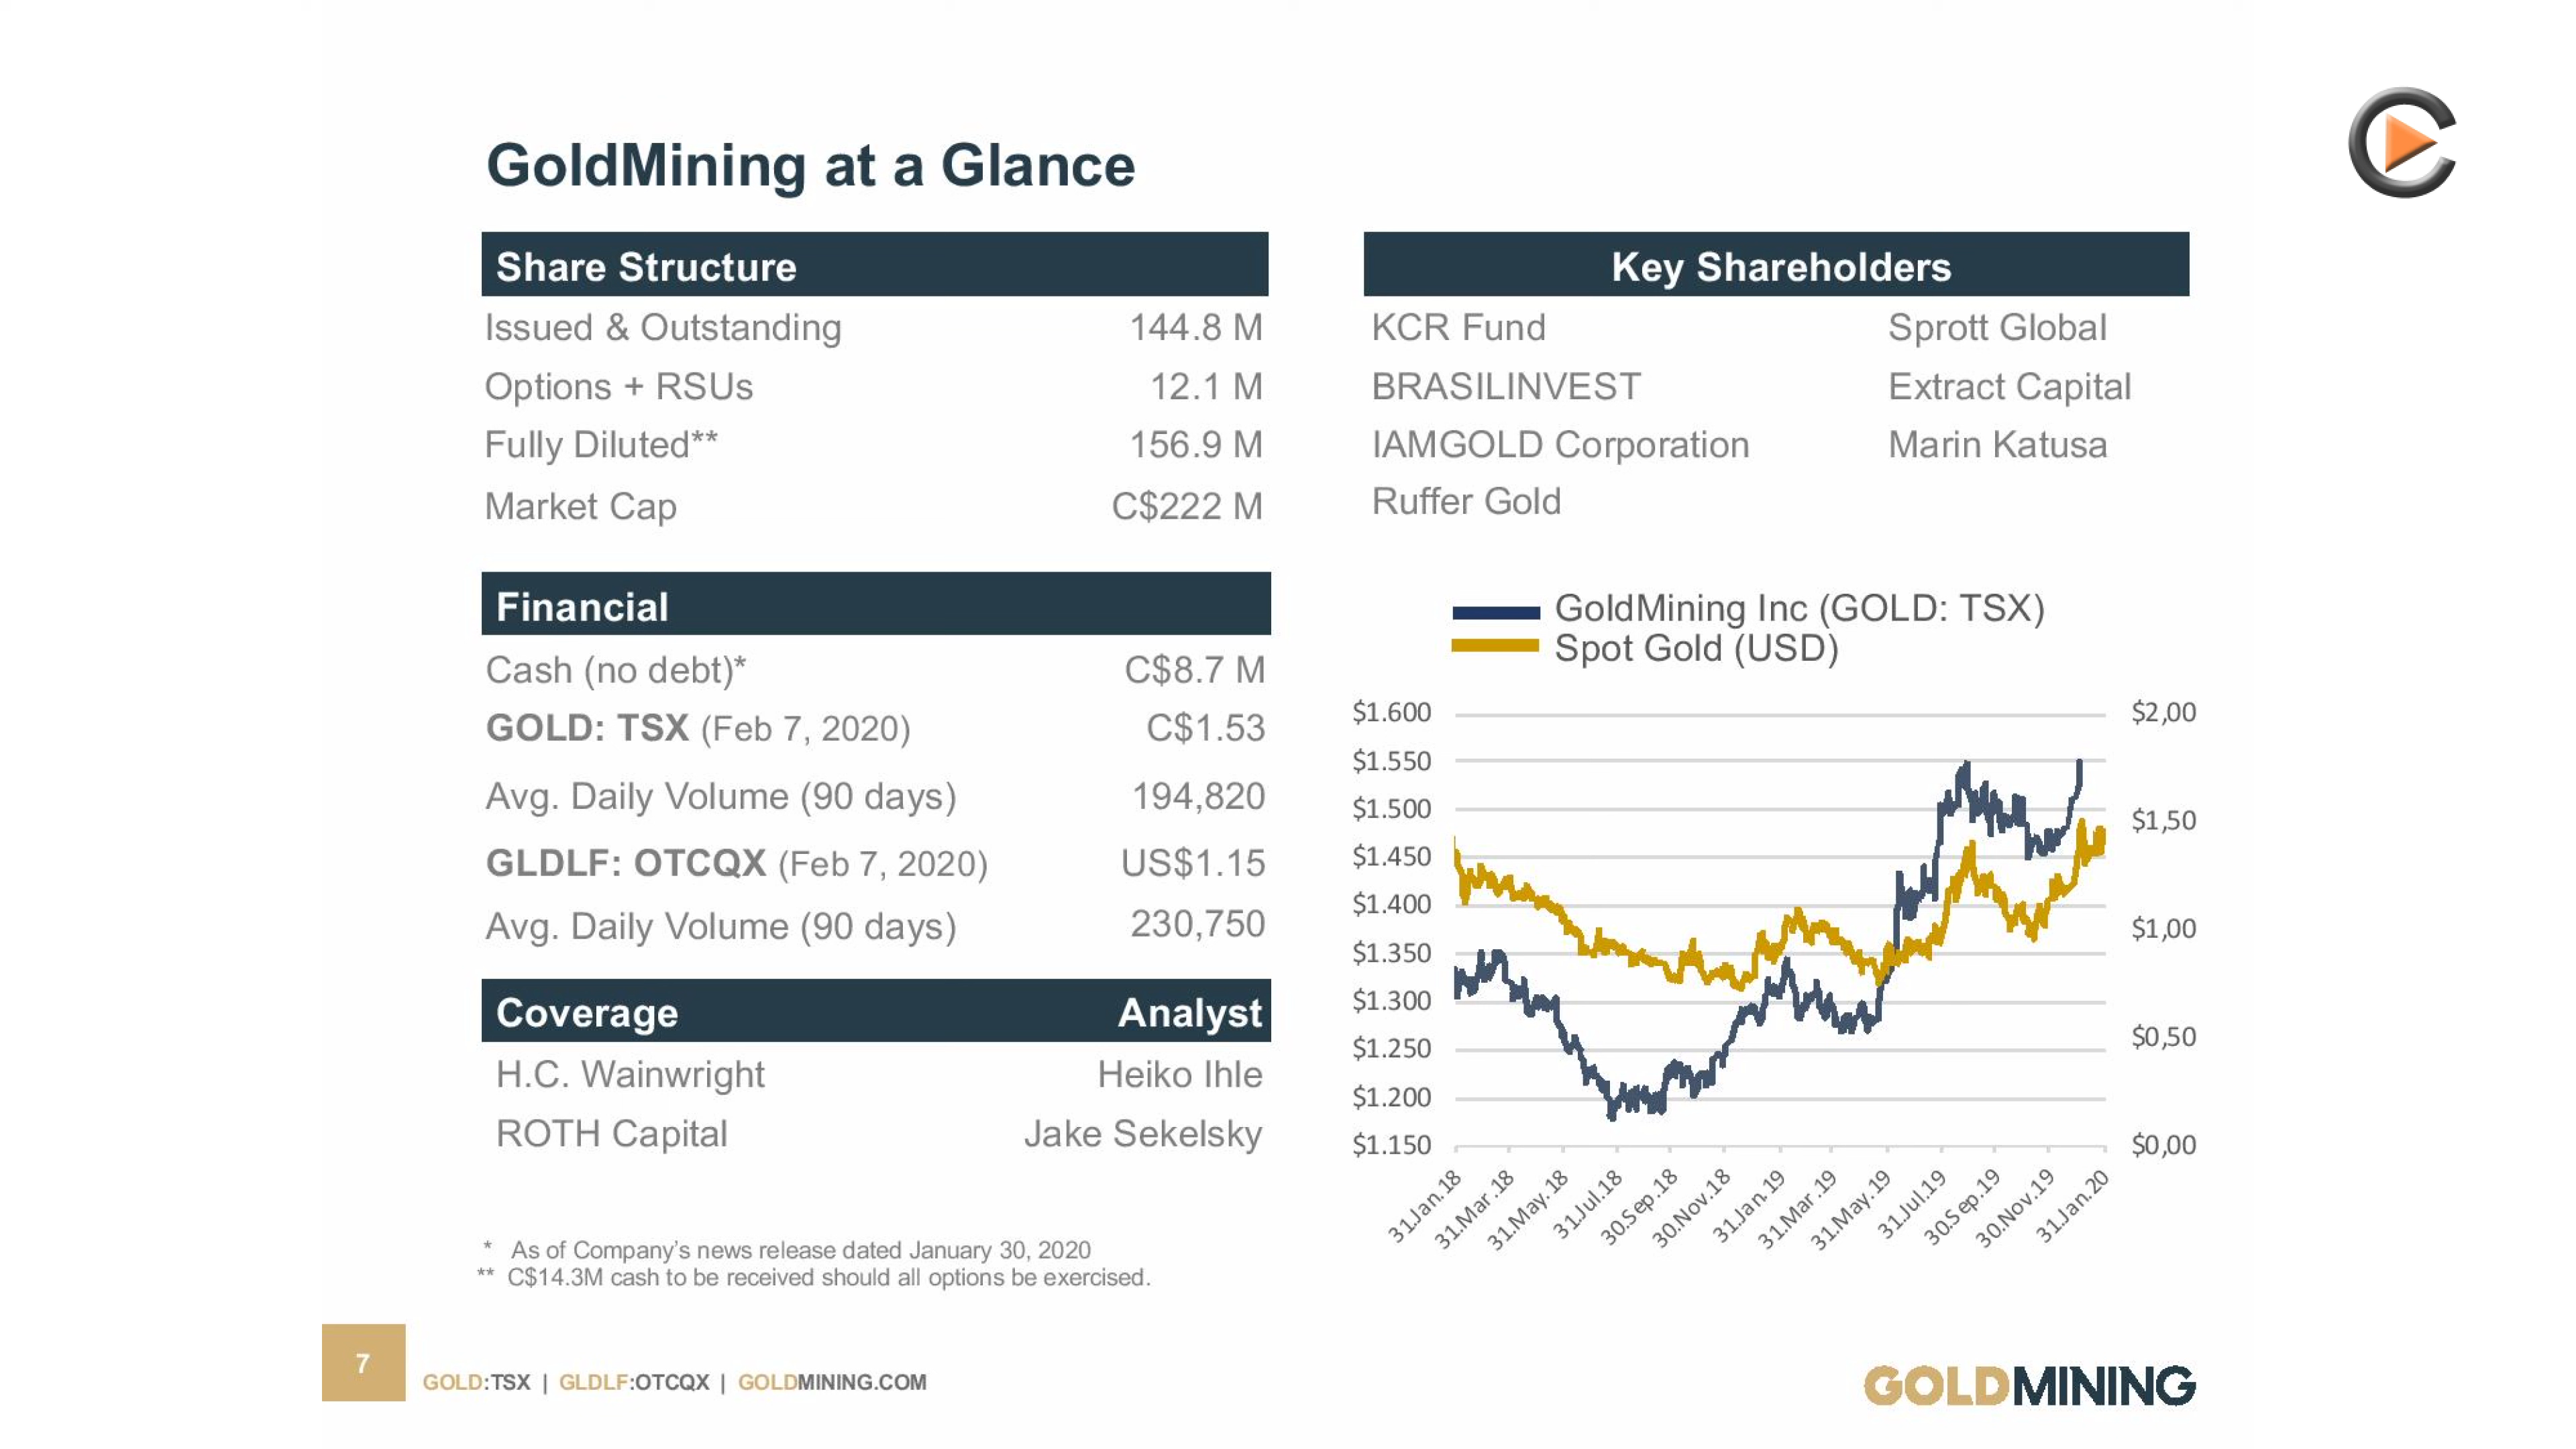 GoldMining at a Glance
Share Structure
Issued & Outstanding 144.8 M
Options + RSUs 12.1 M
Fully Diluted** 156.9 M
Market Cap C$222 M
Financial
Cash (no debt)* C$8.7 M
GOLD: TSX (Feb 7, 2020) C$1.53
Avg. Daily Volume (90 days) 194,820
GLDLF: OTCQX (Feb 7, 2020) US$1.15
Avg. Daily Volume (90 days) 230,750
Coverage Analyst
H.C. Wainwright Heiko Ihle
ROTH Capital Jake Sekelsky
* As of Company's news release dated January 30, 2020
** C$14.3M cash to be received should all options be exercised.
Key Shareholders
KCR Fund Sprott Global
BRASILINVEST Extract Capital
IAMGOLD Corporation Marin Katusa
Ruffer Gold
GoldMining Inc (GOLD: TSX)
Spot Gold (USD)
$1.600
$1.550
$1.500
$1.450
$1.400
$1.350
$1.300
$1.250
$1.200
$1.150
$2,00
$1,50
$1,00
$0,50
$0,00
31.Jan.18
31.Mar.18
31.May.18
31.Jul.18
30.Sep.18
30.Nov.18
31.Jan.19
31.Mar.19
31.May.19
31.Jul.19
30.Sep.19
30.Nov.19
31.Jan.20
7
GOLD:TSX | GLDLF:OTCQX | GOLDMINING.COM
GOLDMINING